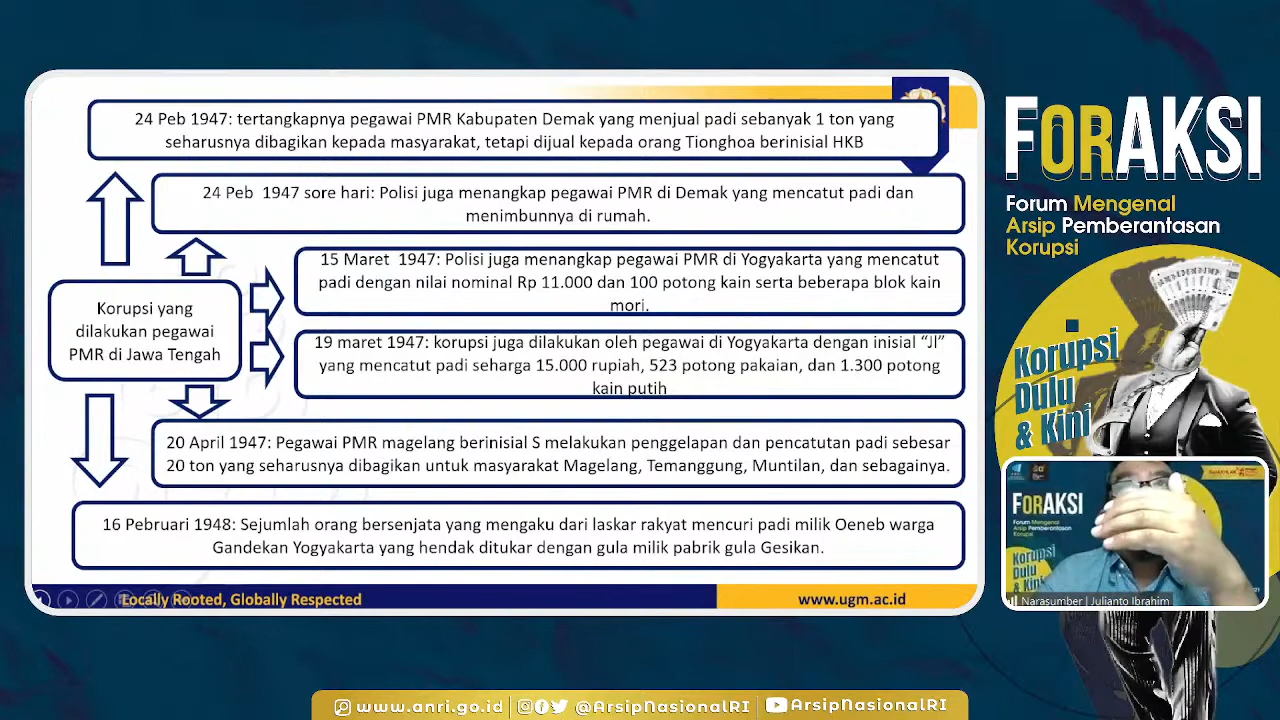 24 Peb 1947: tertangkapnya pegawai PMR Kabupaten Demak yang menjual padi sebanyak 1 ton yang
seharusnya dibagikan kepada masyarakat, tetapi dijual kepada orang Tionghoa berinisial HKB
24 Peb 1947 sore hari: Polisi juga menangkap pegawai PMR di Demak yang mencatut padi dan
menimbunnya di rumah.
15 Maret 1947: Polisi juga menangkap pegawai PMR di Yogyakarta yang mencatut
padi dengan nilai nominal Rp 11.000 dan 100 potong kain serta beberapa blok kain
mori.
Korupsi yang
dilakukan pegawai
PMR di Jawa Tengah
19 maret 1947: korupsi juga dilakukan oleh pegawai di Yogyakarta dengan inisial “JI”
yang mencatut padi seharga 15.000 rupiah, 523 potong pakaian, dan 1.300 potong
kain putih
20 April 1947: Pegawai PMR magelang berinisial S melakukan penggelapan dan pencatutan padi sebesar
20 ton yang seharusnya dibagikan untuk masyarakat Magelang, Temanggung, Muntilan, dan sebagainya.
16 Pebruari 1948: Sejumlah orang bersenjata yang mengaku dari laskar rakyat mencuri padi milik Oeneb warga
Gandekan Yogyakarta yang hendak ditukar dengan gula milik pabrik gula Gesikan.
Locally Rooted, Globally Respected
www.ugm.ac.id
FORAKSI
Forum Mengenal
Arsip Pemberantasan
Korupsi
Korupsi
Dulu
& Kini
FORAKSI
Forum Mengenal
Arsip Pemberantasan
Korupsi
Korupsi
Dulu
& Kini
Narasumber | Julianto Ibrahim
www.anri.go.id
@ArsipNasionalRI
ArsipNasionalRI